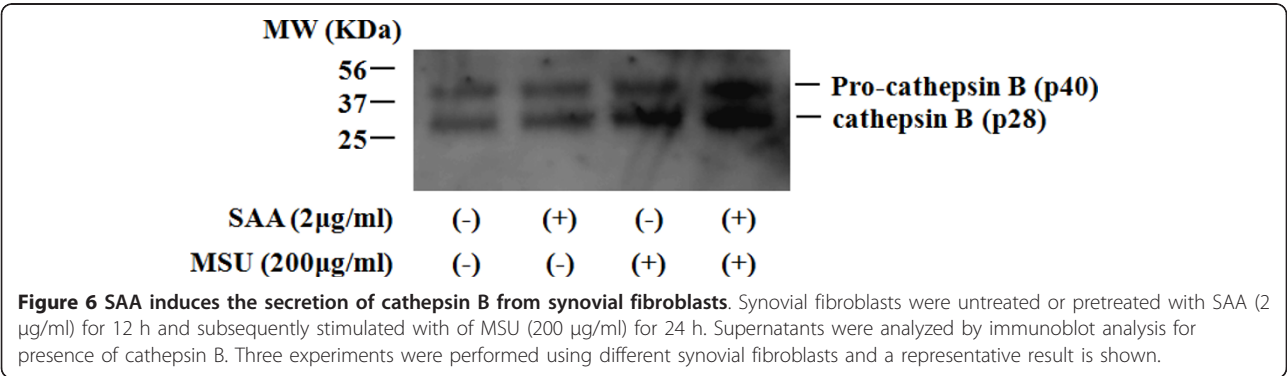 MW (KDa)
56
37
25
Pro-cathepsin B (p40)
cathepsin B (p28)
SAA (2μg/ml) (-) (+) (-) (+)
MSU (200μg/ml) (-) (-) (+) (+)
Figure 6 SAA induces the secretion of cathepsin B from synovial fibroblasts. Synovial fibroblasts were untreated or pretreated with SAA (2
μg/ml) for 12 h and subsequently stimulated with of MSU (200 μg/ml) for 24 h. Supernatants were analyzed by immunoblot analysis for
presence of cathepsin B. Three experiments were performed using different synovial fibroblasts and a representative result is shown.